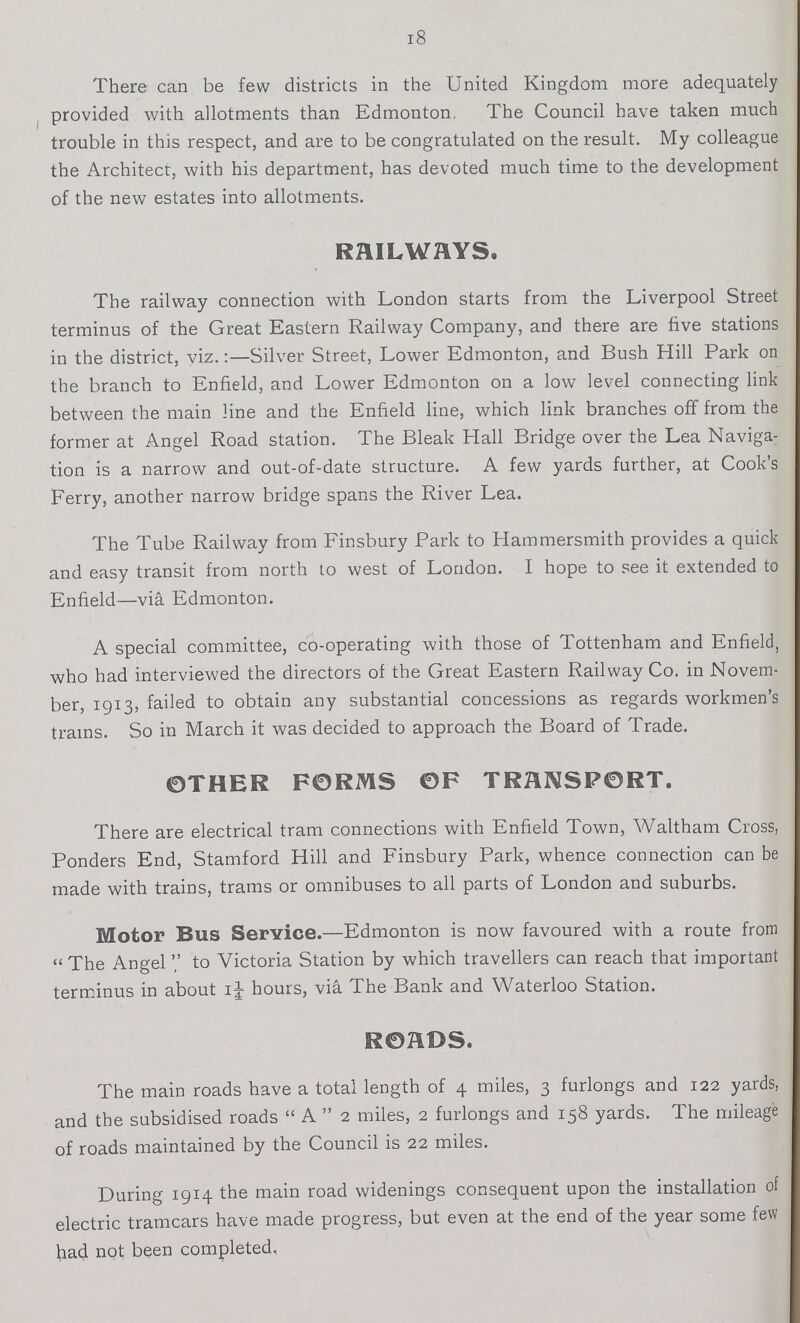 18
There can be few districts in the United Kingdom more adequately
provided with allotments than Edmonton. The Council have taken much
trouble in this respect, and are to be congratulated on the result. My colleague
the Architect, with his department, has devoted much time to the development
of the new estates into allotments.
RAILWAYS.
The railway connection with London starts from the Liverpool Street
terminus of the Great Eastern Railway Company, and there are five stations
in the district, viz.:—Silver Street, Lower Edmonton, and Bush Hill Park on
the branch to Enfield, and Lower Edmonton on a low level connecting link
between the main line and the Enfield line, which link branches off from the
former at Angel Road station. The Bleak Hall Bridge over the Lea Naviga-
tion is a narrow and out-of-date structure. A few yards further, at Cook's
Ferry, another narrow bridge spans the River Lea.
The Tube Railway from Finsbury Park to Hammersmith provides a quick
and easy transit from north to west of London. I hope to see it extended to
Enfield—viâ Edmonton.
A special committee, co-operating with those of Tottenham and Enfield,
who had interviewed the directors of the Great Eastern Railway Co. in Novem-
ber, 1913, failed to obtain any substantial concessions as regards workmen's
trains. So in March it was decided to approach the Board of Trade.
OTHER FORMS OF TRANSPORT.
There are electrical tram connections with Enfield Town, Waltham Cross,
Ponders End, Stamford Hill and Finsbury Park, whence connection can be
made with trains, trams or omnibuses to all parts of London and suburbs.
Motor Bus Service.—Edmonton is now favoured with a route from
“ The Angel ” to Victoria Station by which travellers can reach that important
terminus in about 1¼ hours, viâ The Bank and Waterloo Station.
ROADS.
The main roads have a total length of 4 miles, 3 furlongs and 122 yards,
and the subsidised roads “ A ” 2 miles, 2 furlongs and 158 yards. The mileage
of roads maintained by the Council is 22 miles.
During 1914 the main road widenings consequent upon the installation of
electric tramcars have made progress, but even at the end of the year some few
had not been completed.